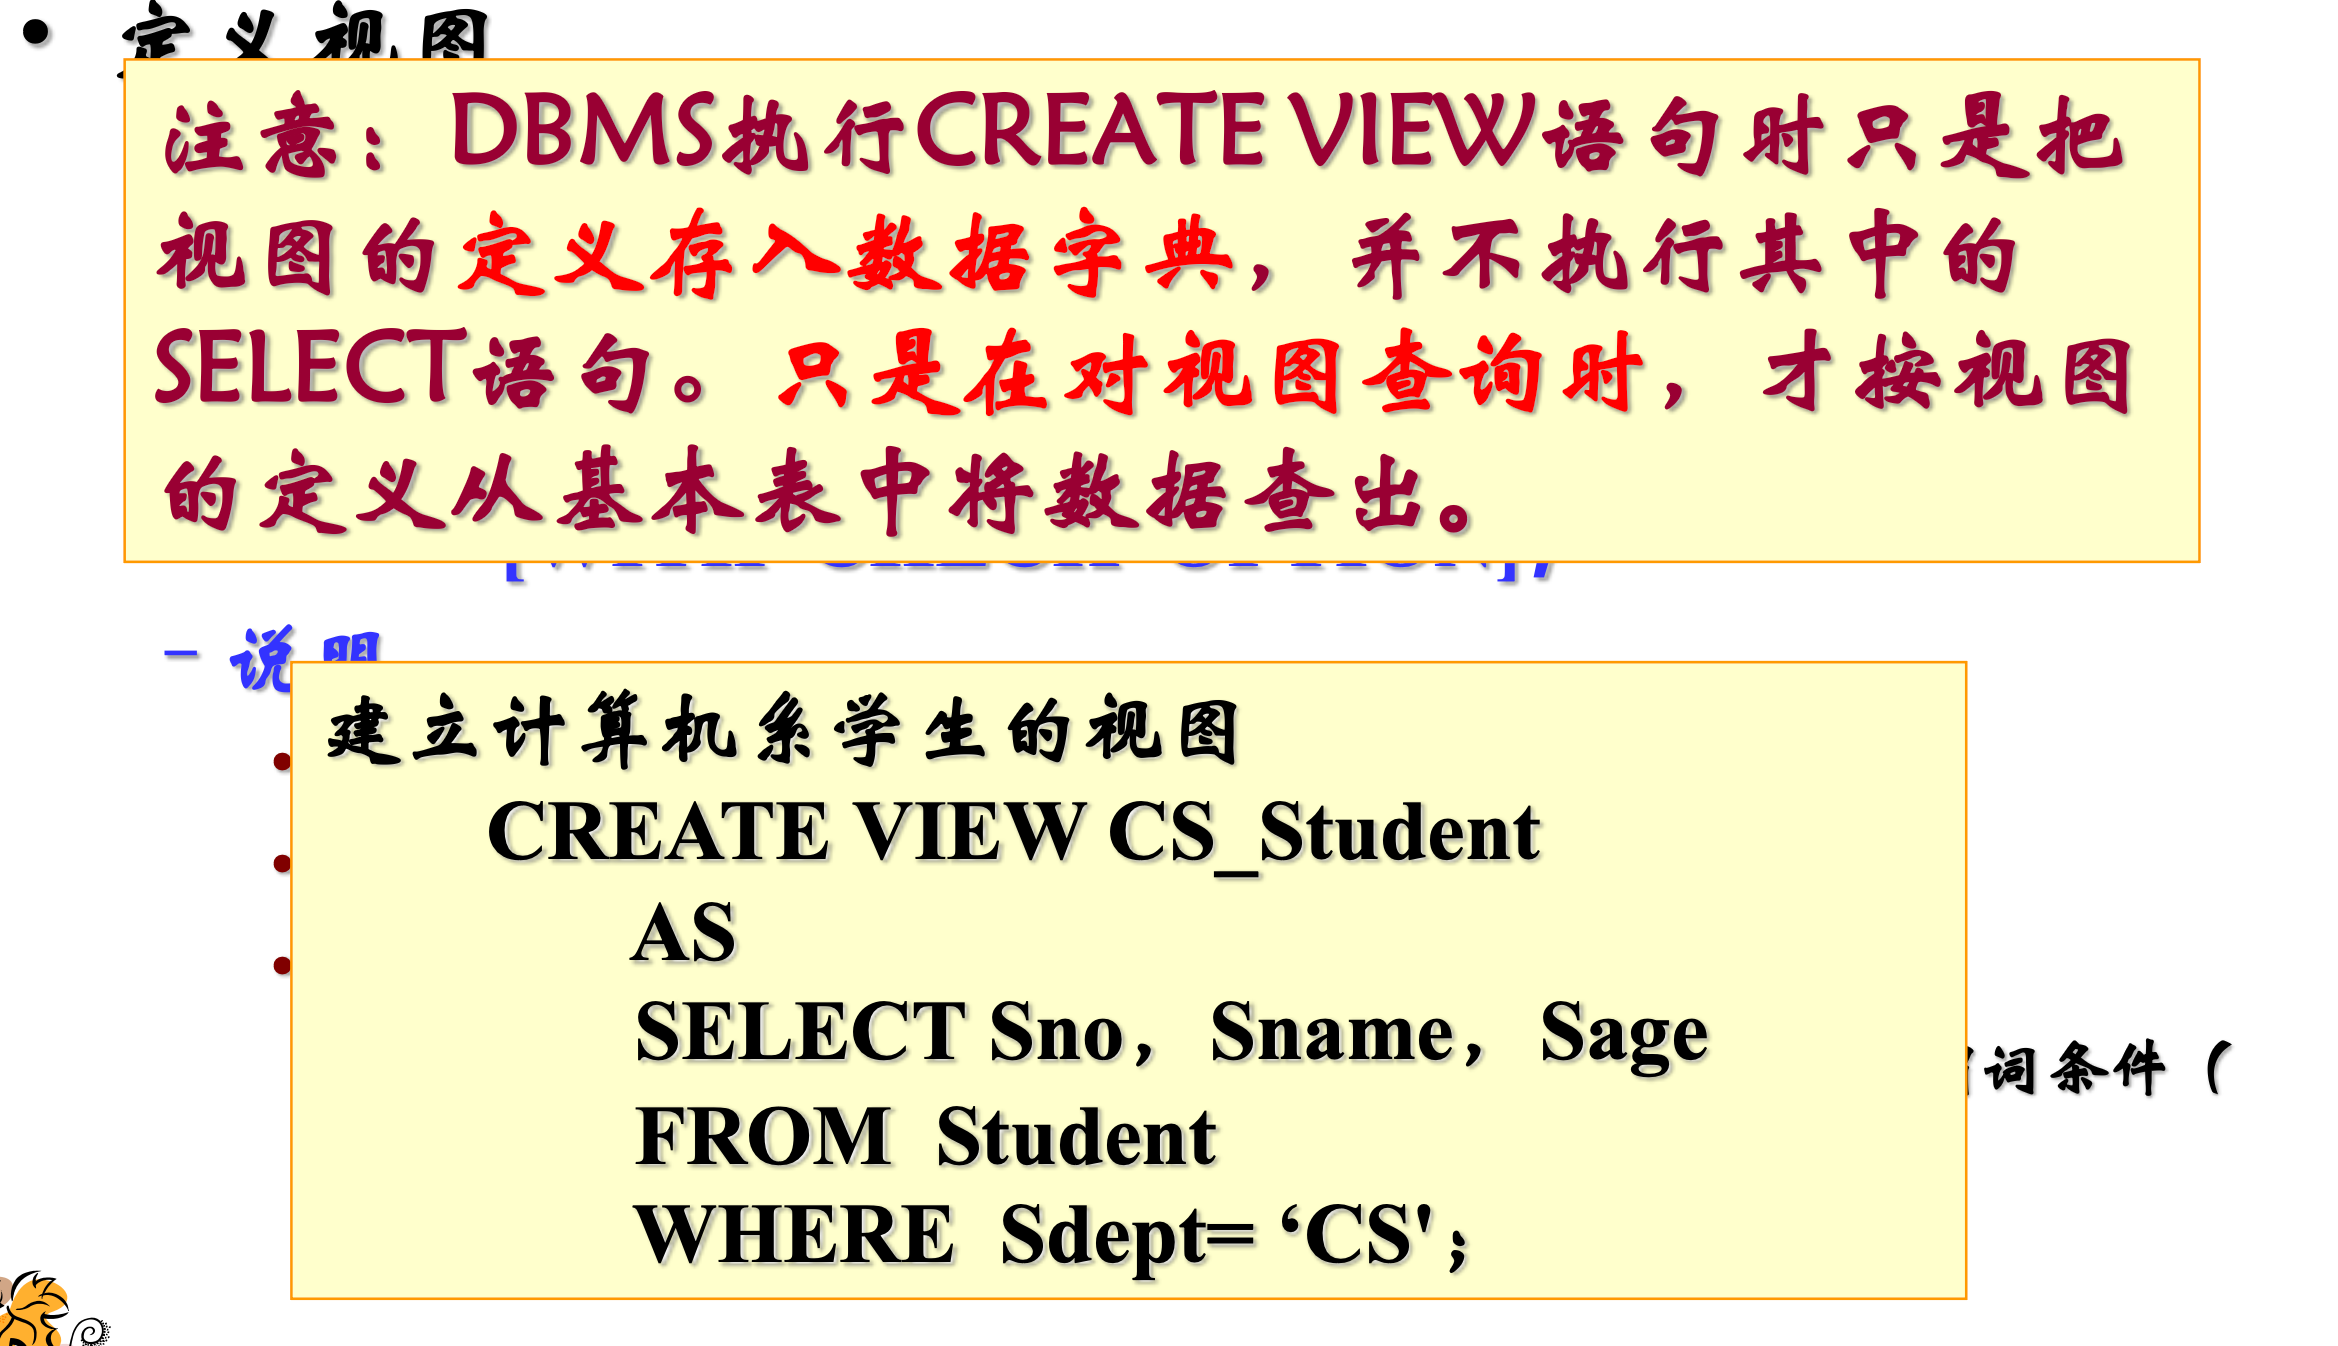 • 定义视图
注意：DBMS执行CREATE VIEW语句时只是把
视图的定义存入数据字典，并不执行其中的
SELECT语句。只是在对视图查询时，才按视图
的定义从基本表中将数据查出。
[WITH CHECK OPTION];
– 说明
建立计算机系学生的视图
CREATE VIEW CS_Student
AS
SELECT Sno，Sname，Sage
词条件（
FROM Student
WHERE Sdept= ‘CS'；